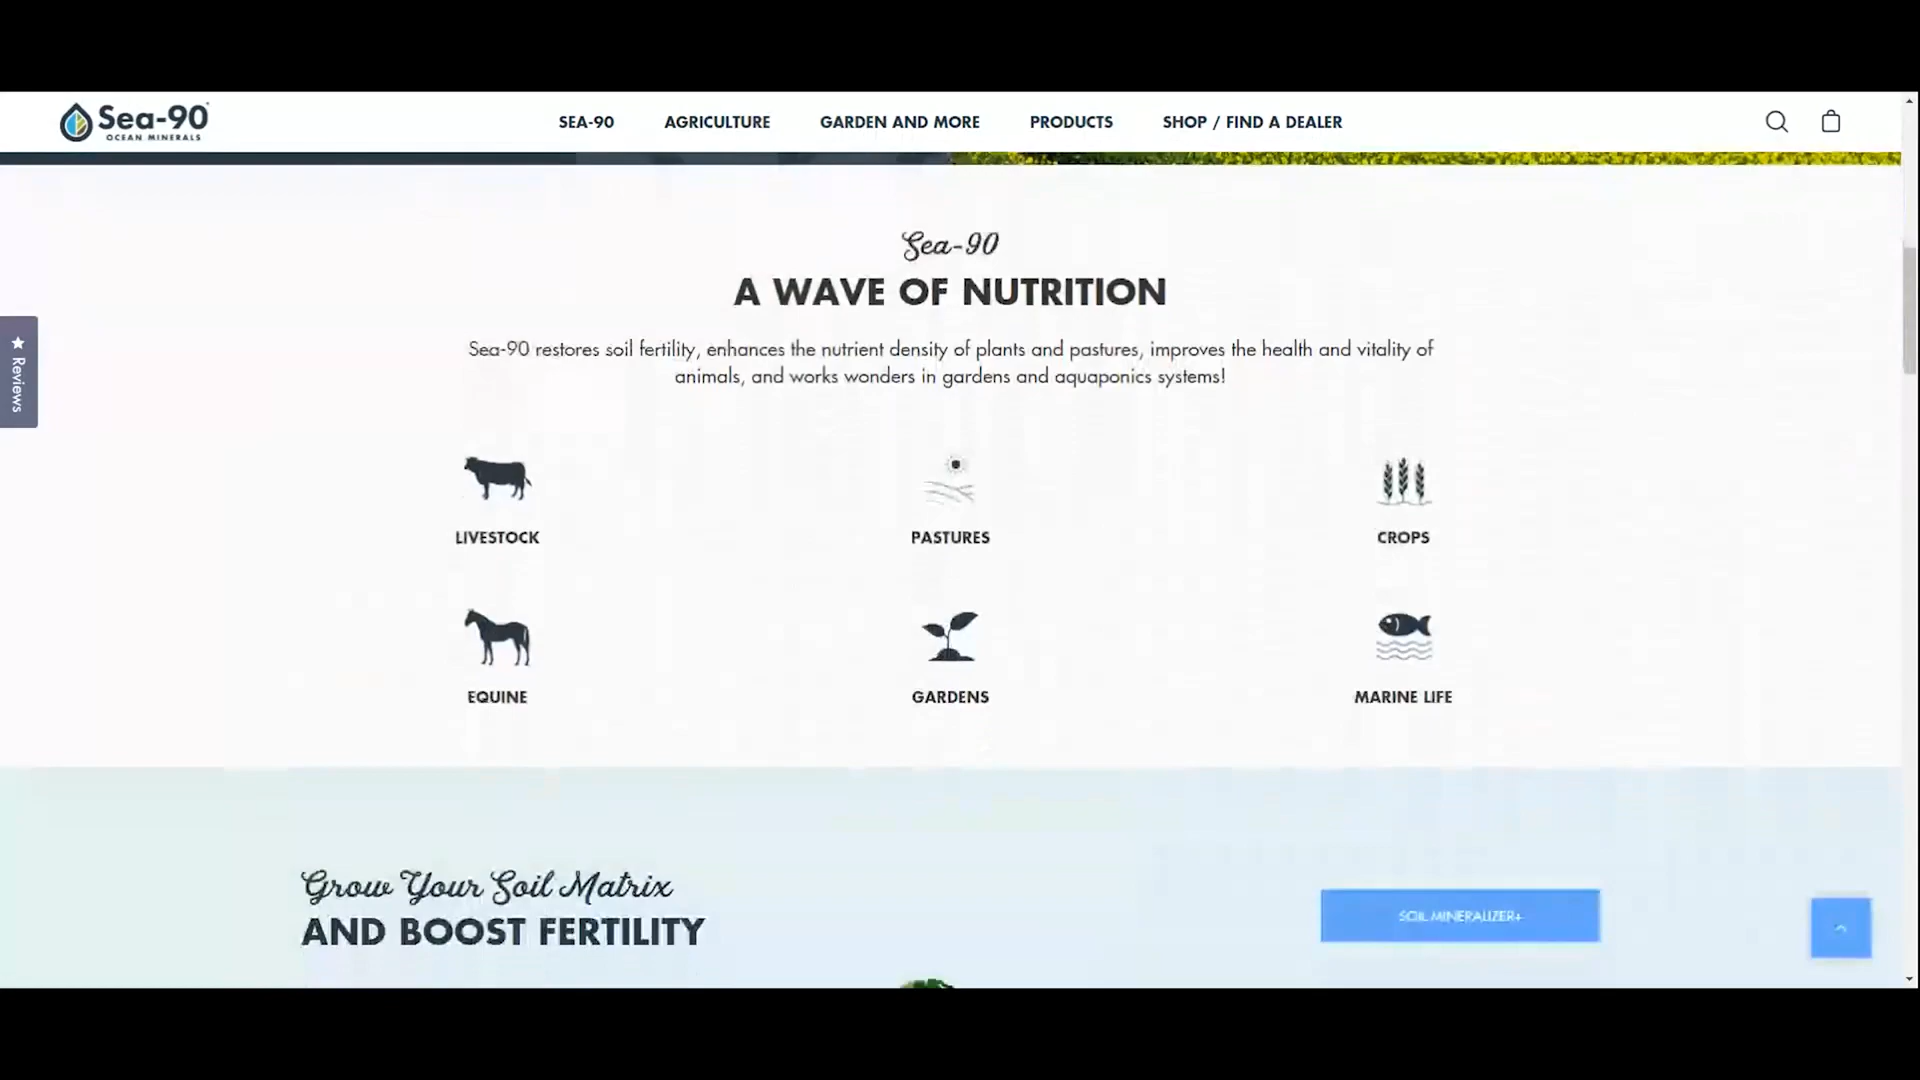 Sea-90
OCEAN MINERALS
SEA-90
AGRICULTURE
GARDEN AND MORE
PRODUCTS
SHOP / FIND A DEALER
Reviews
Sea-90
A WAVE OF NUTRITION
Sea-90 restores soil fertility, enhances the nutrient density of plants and pastures, improves the health and vitality of
animals, and works wonders in gardens and aquaponics systems!
LIVESTOCK
PASTURES
CROPS
EQUINE
GARDENS
MARINE LIFE
Grow Your Soil Matrix
AND BOOST FERTILITY
SOIL MINERALIZER+